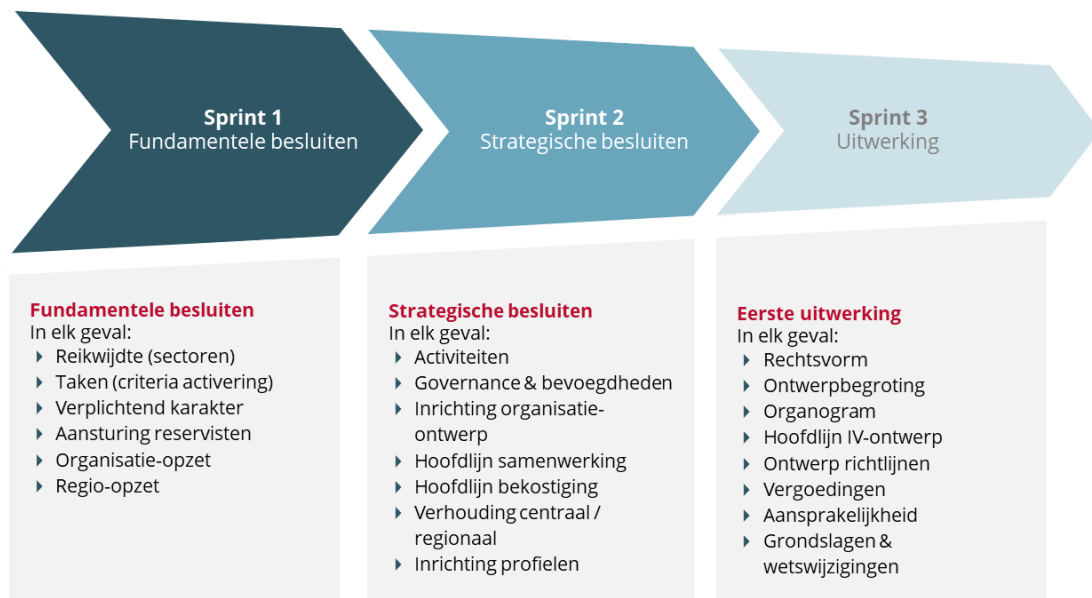 Sprint 1
Fundamentele besluiten
Sprint 2
Strategische besluiten
Sprint 3
Uitwerking
Fundamentele besluiten
In elk geval:
Reikwijdte (sectoren)
Taken (criteria activering)
Verplichtend karakter
Aansturing reservisten
Organisatie-opzet
Regio-opzet
Strategische besluiten
In elk geval:
Activiteiten
Governance & bevoegdheden
Inrichting organisatie-
ontwerp
Hoofdlijn samenwerking
Hoofdlijn bekostiging
Verhouding centraal /
regionaal
Inrichting profielen
Eerste uitwerking
In elk geval:
Rechtsvorm
Ontwerpbegroting
Organogram
Hoofdlijn IV-ontwerp
Ontwerp richtlijnen
Vergoedingen
Aansprakelijkheid
Grondslagen &
wetswijzigingen